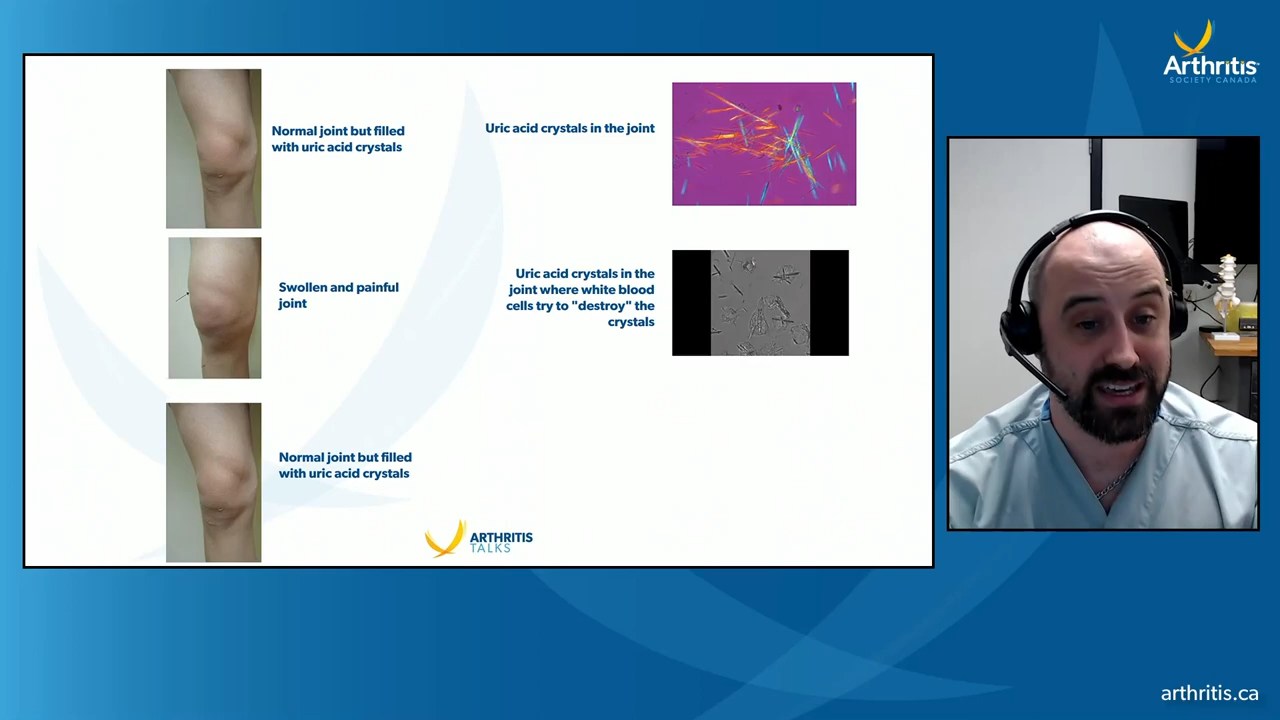 Arthritis
SOCIETY CANADA
Normal joint but filled
with uric acid crystals
Uric acid crystals in the joint
Swollen and painful
joint
Uric acid crystals in the
joint where white blood
cells try to "destroy" the
crystals
Normal joint but filled
with uric acid crystals
ARTHRITIS
TALKS
arthritis.ca